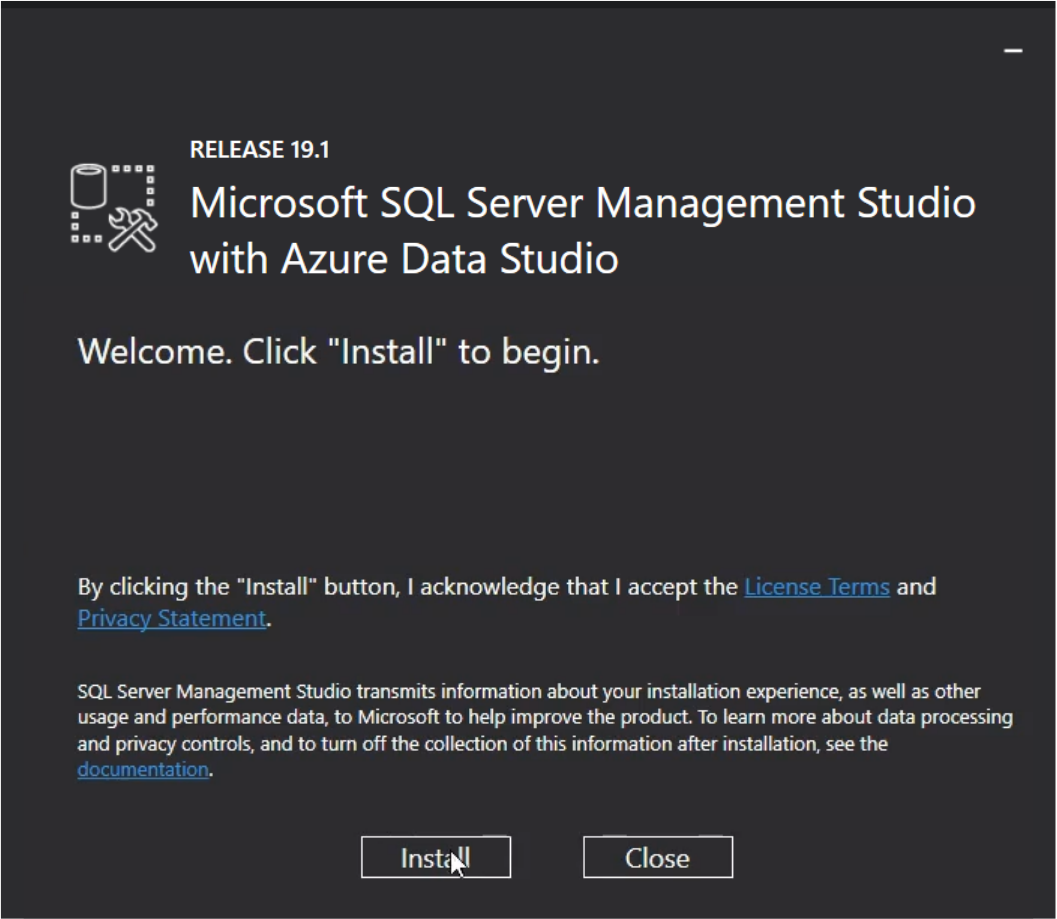 RELEASE 19.1
Microsoft SQL Server Management Studio
with Azure Data Studio
Welcome. Click "Install" to begin.
By clicking the "Install" button, I acknowledge that I accept the License Terms and
Privacy Statement.
SQL Server Management Studio transmits information about your installation experience, as well as other
usage and performance data, to Microsoft to help improve the product. To learn more about data processing
and privacy controls, and to turn off the collection of this information after installation, see the
documentation.
Install
Close